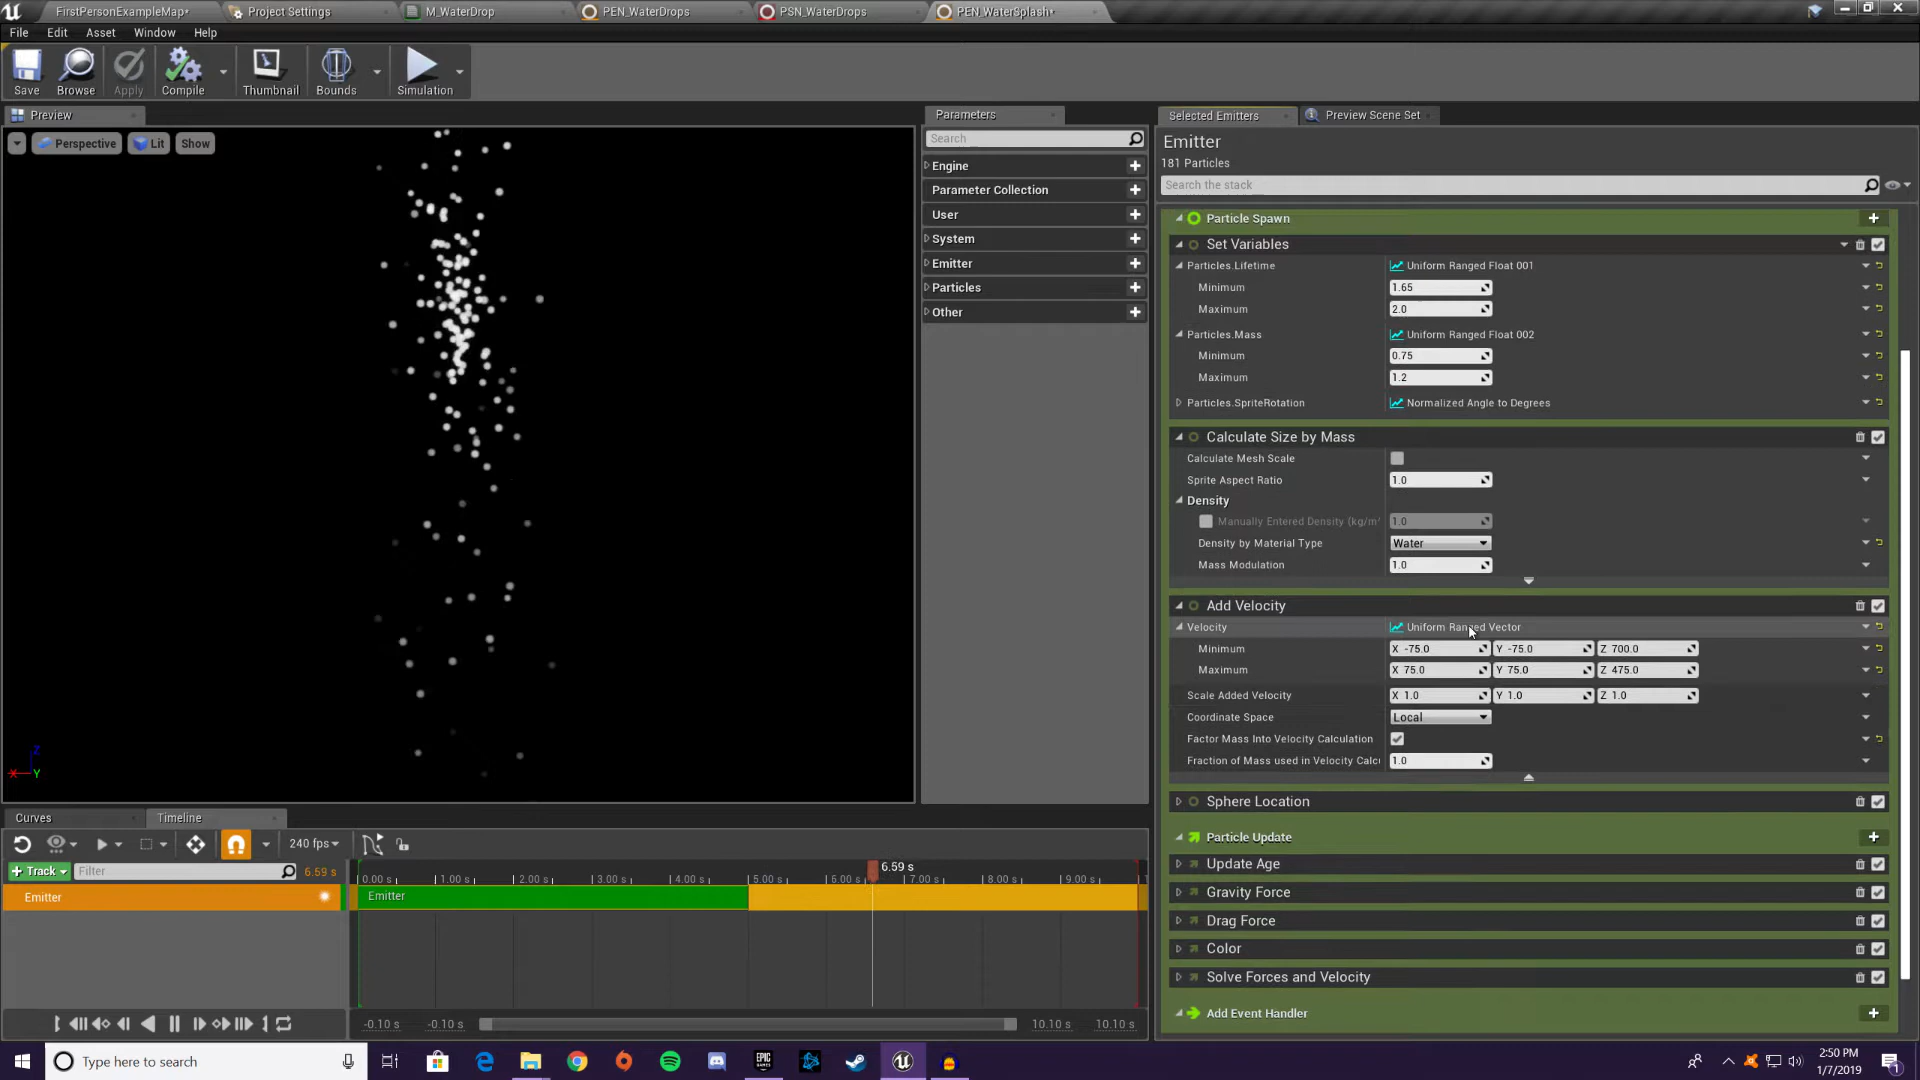 FirstPersonExampleMap*
Project Settings
M_WaterDrop
PEN_WaterDrops
PSN_WaterDrops
PEN_WaterSplash*
File Edit Asset Window Help
Save Browse Apply Compile Thumbnail Bounds Simulation
Preview
Perspective Lit Show
Z
X Y
Parameters
Search
Engine
Parameter Collection
User
System
Emitter
Particles
Other
Selected Emitters
Preview Scene Set
Emitter
181 Particles
Search the stack
Particle Spawn
Set Variables
Particles.Lifetime Uniform Ranged Float 001
Minimum 1.65
Maximum 2.0
Particles.Mass Uniform Ranged Float 002
Minimum 0.75
Maximum 1.2
Particles.SpriteRotation Normalized Angle to Degrees
Calculate Size by Mass
Calculate Mesh Scale
Sprite Aspect Ratio 1.0
Density
Manually Entered Density (kg/m 1.0
Density by Material Type Water
Mass Modulation 1.0
Add Velocity
Velocity Uniform Ranged Vector
Minimum X -75.0 Y -75.0 Z 700.0
Maximum X 75.0 Y 75.0 Z 475.0
Scale Added Velocity X 1.0 Y 1.0 Z 1.0
Coordinate Space Local
Factor Mass Into Velocity Calculation
Fraction of Mass used in Velocity Calcu 1.0
Sphere Location
Particle Update
Update Age
Gravity Force
Drag Force
Color
Solve Forces and Velocity
Add Event Handler
Curves
Timeline
240 fps
Track
Filter
6.59 s
6.59 s
0.00 s 1.00 s 2.00 s 3.00 s 4.00 s 5.00 s 6.00 s 7.00 s 8.00 s 9.00 s
Emitter
Emitter
-0.10 s -0.10 s 10.10 s 10.10 s
Type here to search
EPIC GAMES
2:50 PM
1/7/2019
1